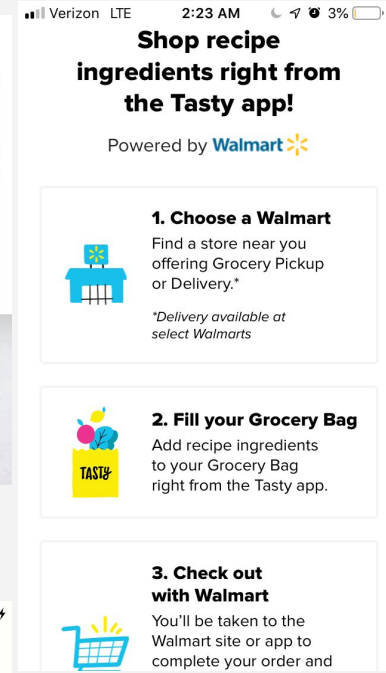 Verizon LTE 2:23 AM 3%
Shop recipe
ingredients right from
the Tasty app!
Powered by Walmart
1. Choose a Walmart
Find a store near you
offering Grocery Pickup
or Delivery.*
*Delivery available at
select Walmarts
2. Fill your Grocery Bag
Add recipe ingredients
to your Grocery Bag
right from the Tasty app.
TASTY
3. Check out
with Walmart
You'll be taken to the
Walmart site or app to
complete your order and